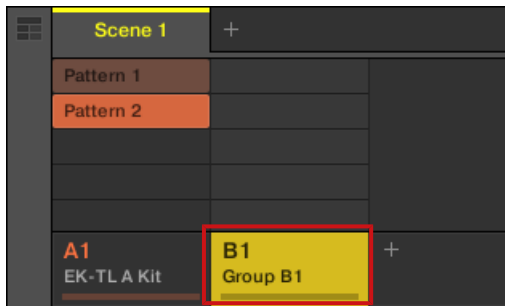 Scene 1 +
Pattern 1
Pattern 2
A1 B1 +
EK-TL A Kit Group B1